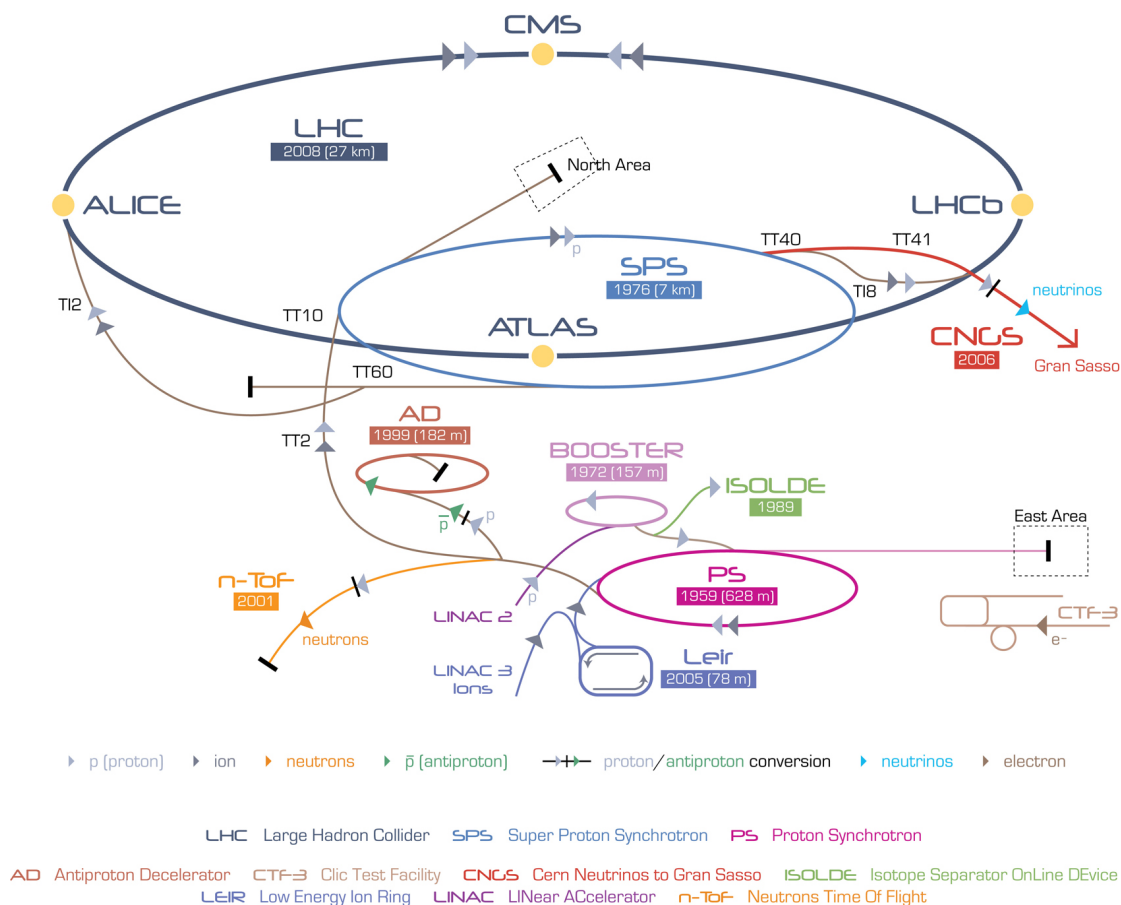 CMS
LHC
2008 (27 km)
North Area
ALICE
LHCb
TT40
TT41
p
SPS
1976 (7 km)
TI8
neutrinos
TI2
TT10
ATLAS
CNGS
2006
Gran Sasso
TT60
AD
1999 (182 m)
TT2
BOOSTER
1972 (157 m)
ISOLDE
1989
p̅
p
East Area
n-ToF
2001
PS
1959 (628 m)
p
LINAC 2
neutrons
CTF-3
e-
LINAC 3
Ions
Leir
2005 (78 m)
p (proton) ion neutrons p̅ (antiproton) proton/antiproton conversion neutrinos electron
LHC Large Hadron Collider SPS Super Proton Synchrotron PS Proton Synchrotron
AD Antiproton Decelerator CTF-3 Clic Test Facility CNGS Cern Neutrinos to Gran Sasso ISOLDE Isotope Separator OnLine DEvice
LEIR Low Energy Ion Ring LINAC LINear ACcelerator n-ToF Neutrons Time Of Flight